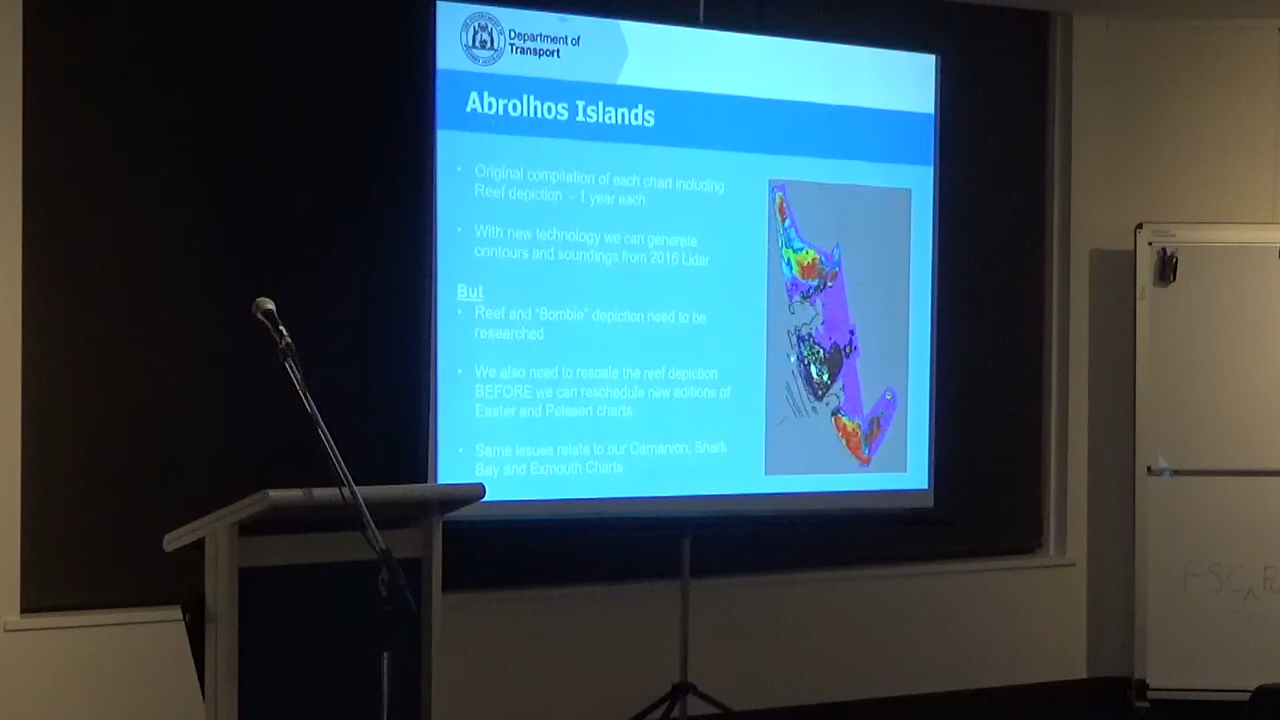 Department of
Transport
Abrolhos Islands
• Original compilation of each chart including
Reef depiction - 1 year each
• With new technology we can generate
contours and soundings from 2016 Lidar
But
• Reef and "Bombie" depiction need to be
researched
• We also need to rescale the reef depiction
BEFORE we can reschedule new editions of
Easter and Pelsaert charts
• Same issues relate to our Carnarvon, Shark
Bay and Exmouth Charts.